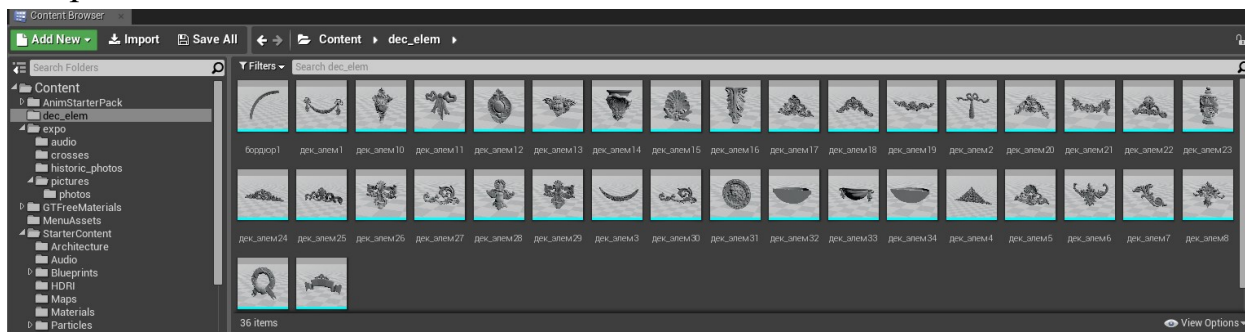 Content Browser
Add New Import Save All Content dec_elem
Search Folders
Filters Search dec_elem
Content
AnimStarterPack
dec_elem
expo
audio
crosses
historic_photos
pictures
photos
GTFreeMaterials
MenuAssets
StarterContent
Architecture
Audio
Blueprints
HDRI
Maps
Materials
Particles
бордюр1 дек_элем1 дек_элем10 дек_элем11 дек_элем12 дек_элем13 дек_элем14 дек_элем15 дек_элем16 дек_элем17 дек_элем18 дек_элем19 дек_элем2 дек_элем20 дек_элем21 дек_элем22 дек_элем23
дек_элем24 дек_элем25 дек_элем26 дек_элем27 дек_элем28 дек_элем29 дек_элем3 дек_элем30 дек_элем31 дек_элем32 дек_элем33 дек_элем34 дек_элем4 дек_элем5 дек_элем6 дек_элем7 дек_элем8
36 items View Options